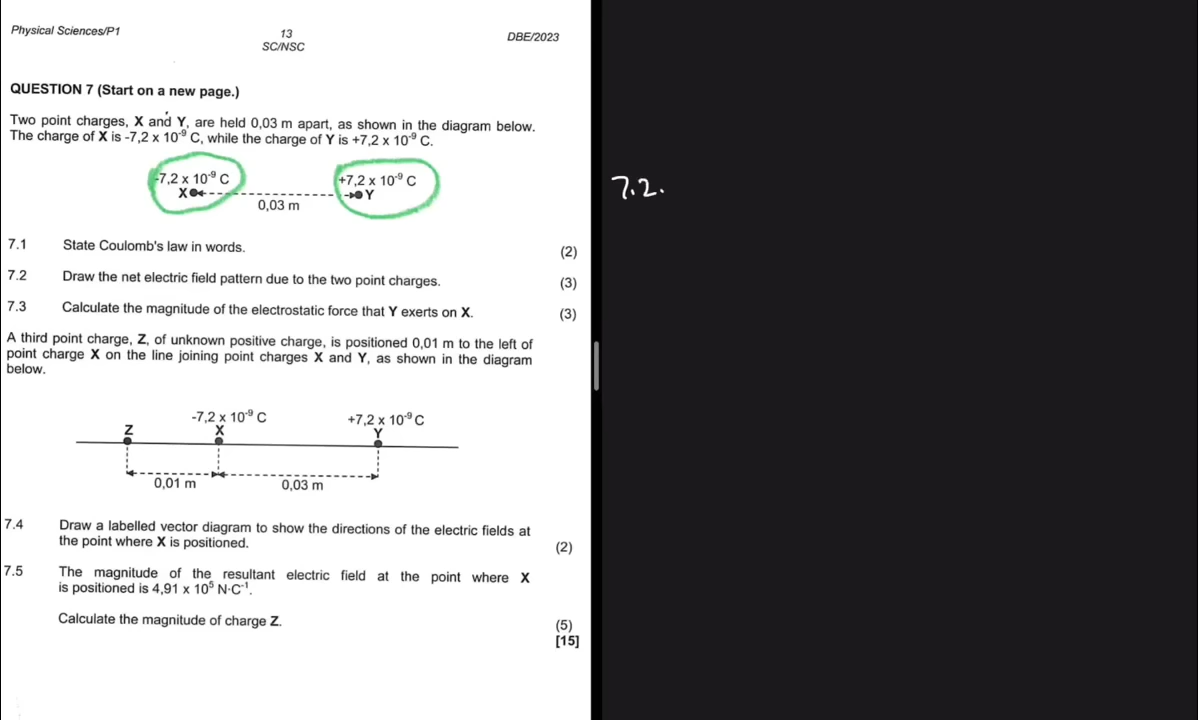 Physical Sciences/P1
13
SC/NSC
DBE/2023
QUESTION 7 (Start on a new page.)
Two point charges, X and Y, are held 0,03 m apart, as shown in the diagram below.
The charge of X is -7,2 x 10⁻⁹ C, while the charge of Y is +7,2 x 10⁻⁹ C.
-7,2 x 10⁻⁹ C
+7,2 x 10⁻⁹ C
X
Y
0,03 m
7.2.
7.1 State Coulomb's law in words. (2)
7.2 Draw the net electric field pattern due to the two point charges. (3)
7.3 Calculate the magnitude of the electrostatic force that Y exerts on X. (3)
A third point charge, Z, of unknown positive charge, is positioned 0,01 m to the left of
point charge X on the line joining point charges X and Y, as shown in the diagram
below.
-7,2 x 10⁻⁹ C
+7,2 x 10⁻⁹ C
Z
X
Y
0,01 m
0,03 m
7.4 Draw a labelled vector diagram to show the directions of the electric fields at
the point where X is positioned. (2)
7.5 The magnitude of the resultant electric field at the point where X
is positioned is 4,91 x 10⁵ N·C⁻¹.
Calculate the magnitude of charge Z. (5)
[15]